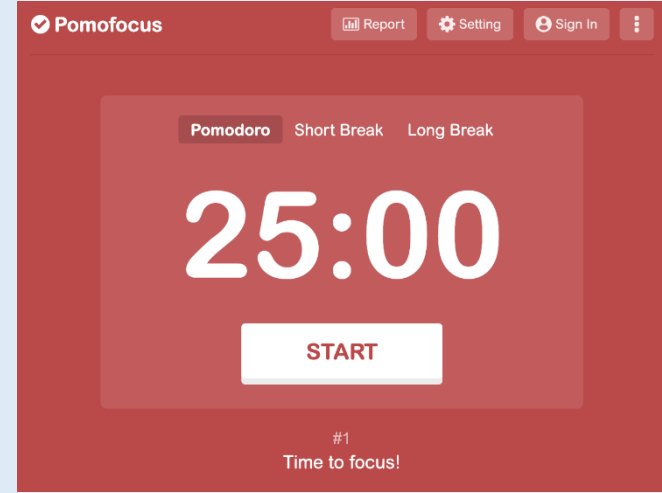 Pomofocus Report Setting Sign In
Pomodoro Short Break Long Break
25:00
START
#1
Time to focus!